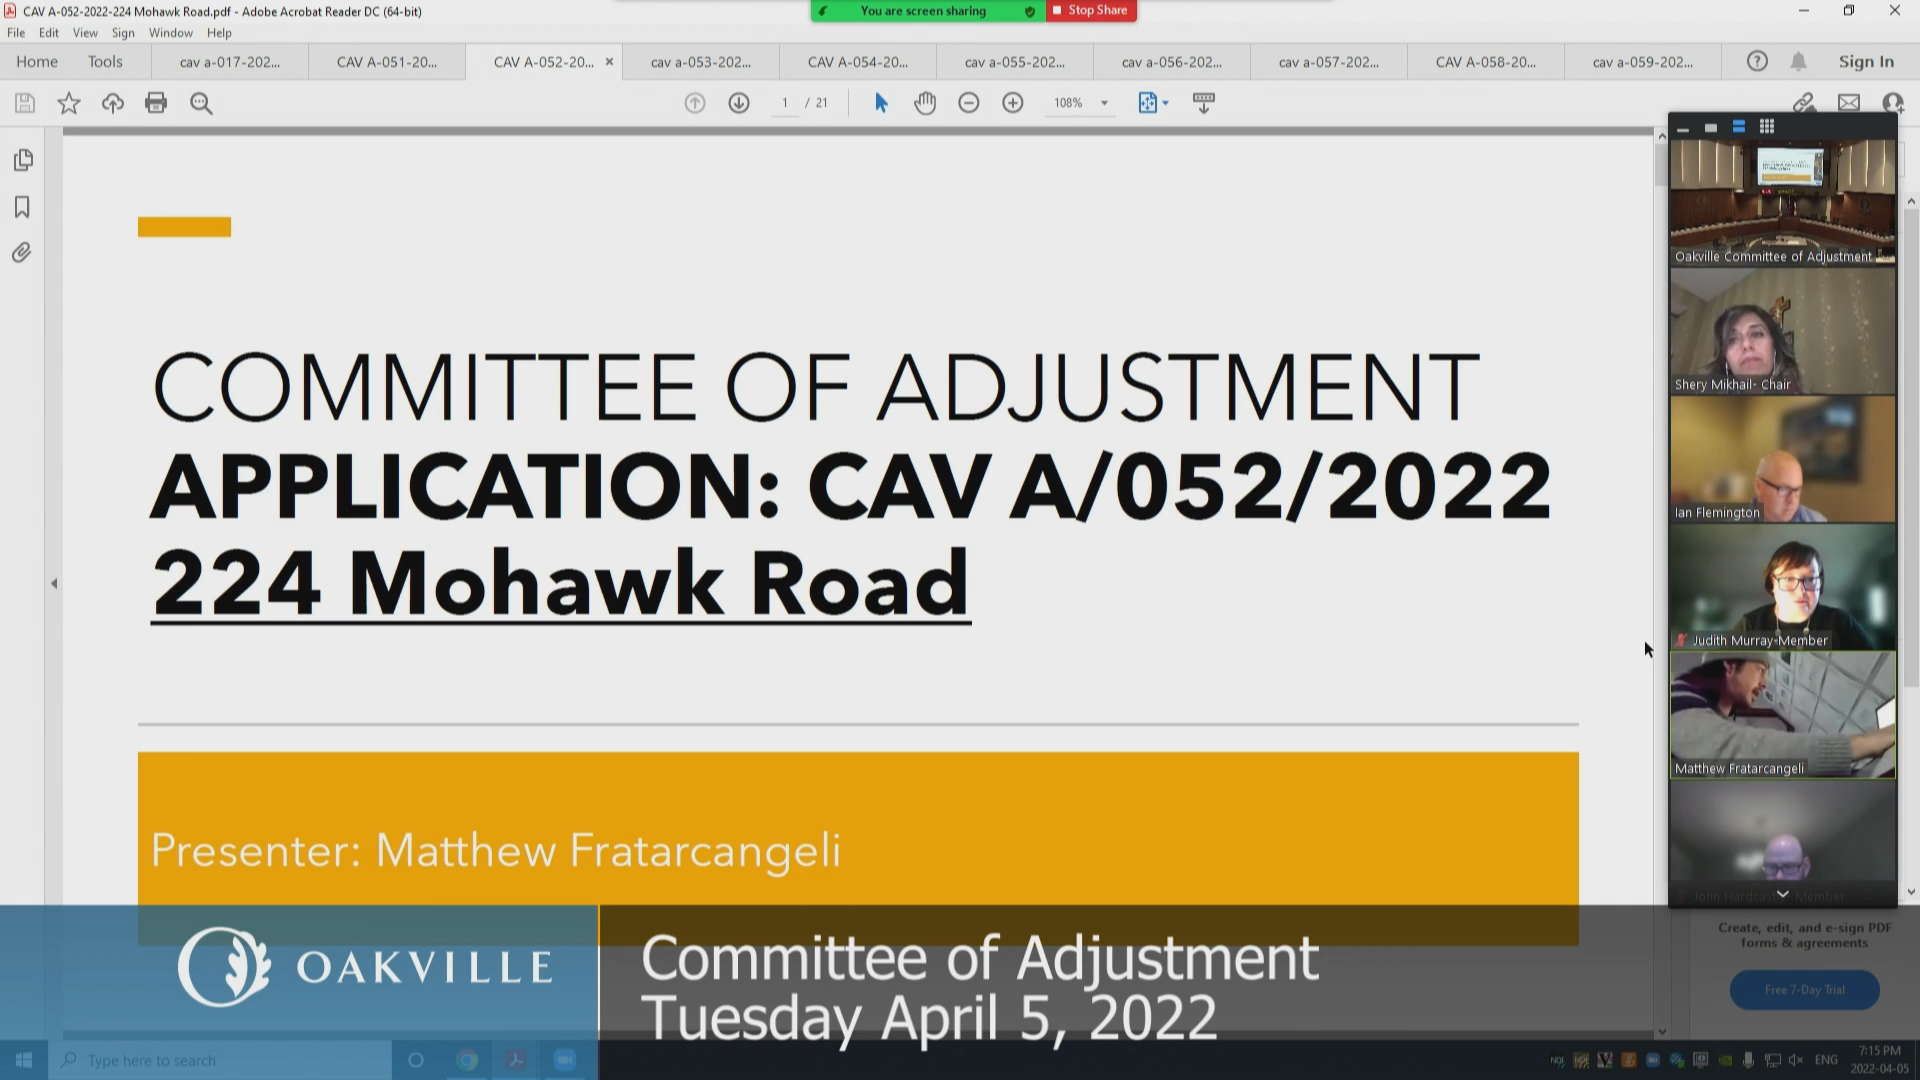 CAV A-052-2022-224 Mohawk Road.pdf - Adobe Acrobat Reader DC (64-bit)
You are screen sharing
Stop Share
File Edit View Sign Window Help
Home Tools cav a-017-202... CAV A-051-20... CAV A-052-20... × cav a-053-202... CAV A-054-20... cav a-055-202... cav a-056-202... cav a-057-202... CAV A-058-20... cav a-059-202... Sign In
1 / 21 108%
COMMITTEE OF ADJUSTMENT
APPLICATION: CAV A/052/2022
224 Mohawk Road
Presenter: Matthew Fratarcangeli
Oakville Committee of Adjustment
Shery Mikhail- Chair
Ian Flemington
Judith Murray-Member
Matthew Fratarcangeli
John Hardcastle- Member
Create, edit, and e-sign PDF
forms & agreements
Free 7-Day Trial
OAKVILLE
Committee of Adjustment
Tuesday April 5, 2022
Type here to search
ENG
7:15 PM
2022-04-05